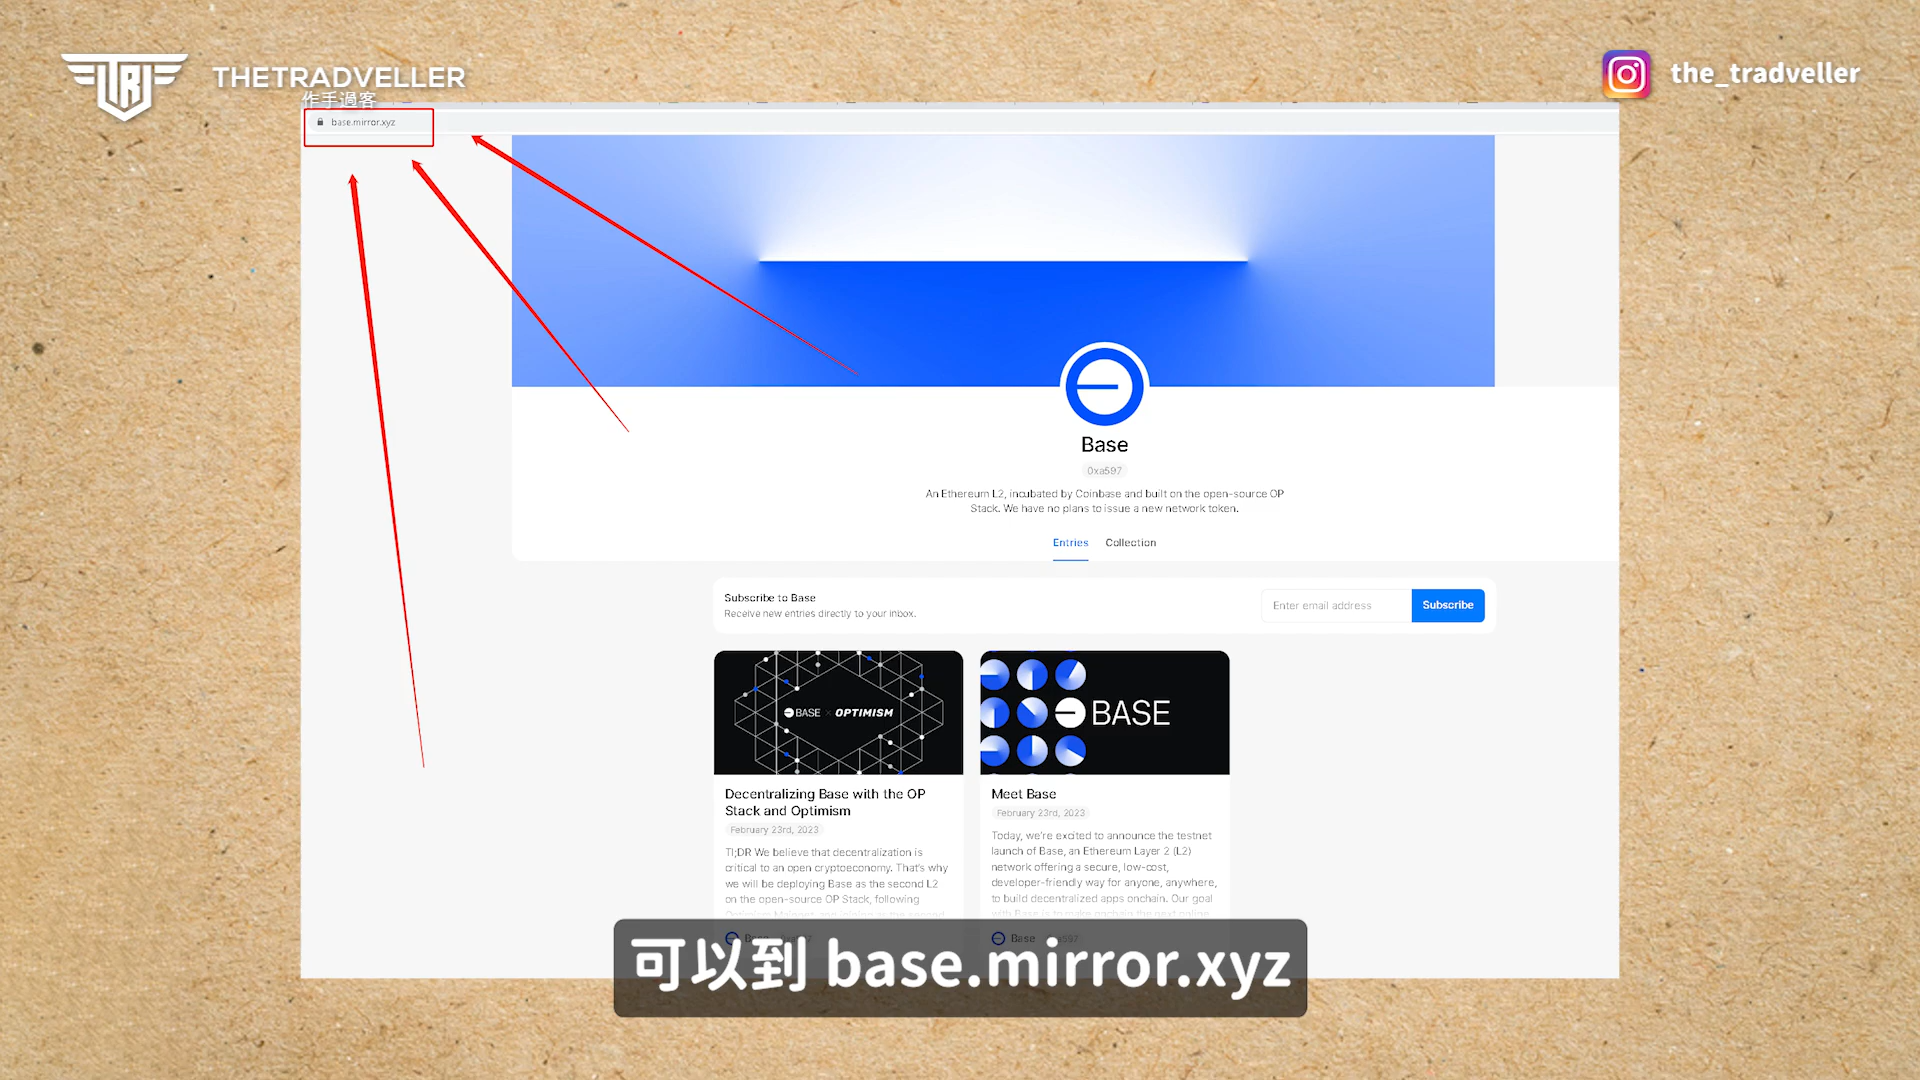 THETRADVELLER
作手過客
the_tradveller
base.mirror.xyz
Base
0xa597
An Ethereum L2, incubated by Coinbase and built on the open-source OP
Stack. We have no plans to issue a new network token.
Entries Collection
Subscribe to Base
Receive new entries directly to your inbox.
Enter email address
Subscribe
BASE × OPTIMISM
Decentralizing Base with the OP
Stack and Optimism
February 23rd, 2023
Tl;DR We believe that decentralization is
critical to an open cryptoeconomy. That's why
we will be deploying Base as the second L2
on the open-source OP Stack, following
BASE
Meet Base
February 23rd, 2023
Today, we're excited to announce the testnet
launch of Base, an Ethereum Layer 2 (L2)
network offering a secure, low-cost,
developer-friendly way for anyone, anywhere,
to build decentralized apps onchain. Our goal
Base
可以到 base.mirror.xyz